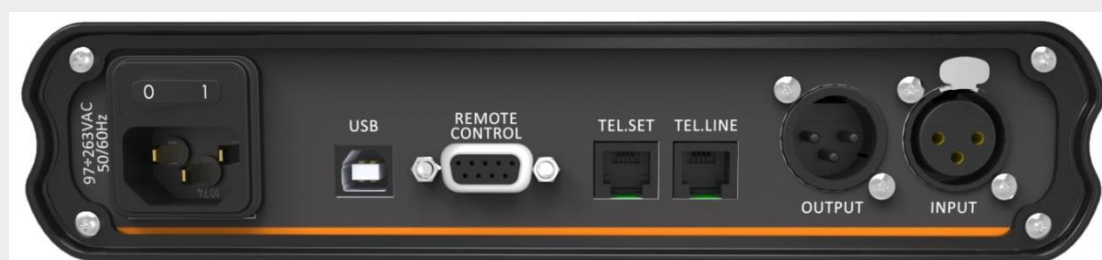 0 1
97÷263VAC
50/60Hz
USB
REMOTE
CONTROL
TEL.SET
TEL.LINE
OUTPUT
INPUT